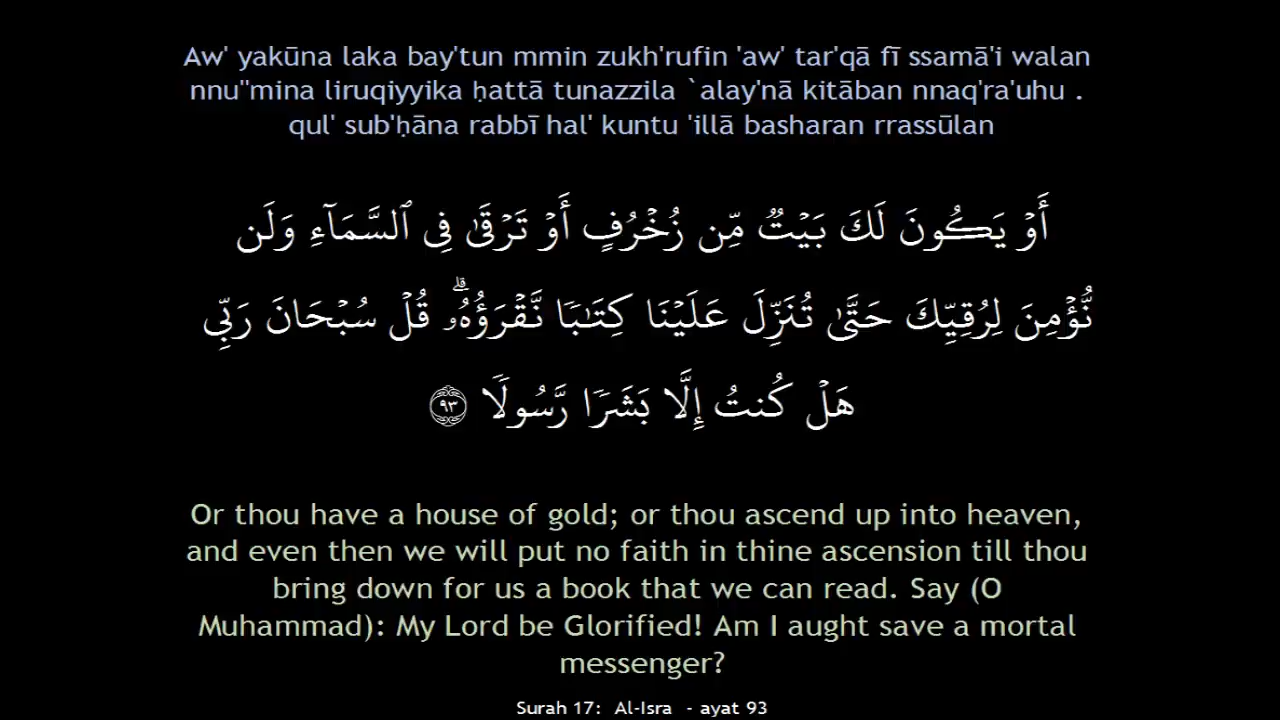 Aw' yakūna laka bay'tun mmin zukh'rufin 'aw' tar'qā fī ssamā'i walan
nnu"mina liruqiyyika ḥattā tunazzila `alay'nā kitāban nnaq'ra'uhu .
qul' sub'ḥāna rabbī hal' kuntu 'illā basharan rrassūlan
أَوۡ يَكُونَ لَكَ بَيۡتٌ مِّن زُخۡرُفٍ أَوۡ تَرۡقَىٰ فِى ٱلسَّمَآءِ وَلَن
نُّؤۡمِنَ لِرُقِيِّكَ حَتَّىٰ تُنَزِّلَ عَلَيۡنَا كِتَٰبًا نَّقۡرَؤُهُۥۗ قُلۡ سُبۡحَانَ رَبِّى
هَلۡ كُنتُ إِلَّا بَشَرًا رَّسُولًا ٩٣
Or thou have a house of gold; or thou ascend up into heaven,
and even then we will put no faith in thine ascension till thou
bring down for us a book that we can read. Say (O
Muhammad): My Lord be Glorified! Am I aught save a mortal
messenger?
Surah 17: Al-Isra - ayat 93